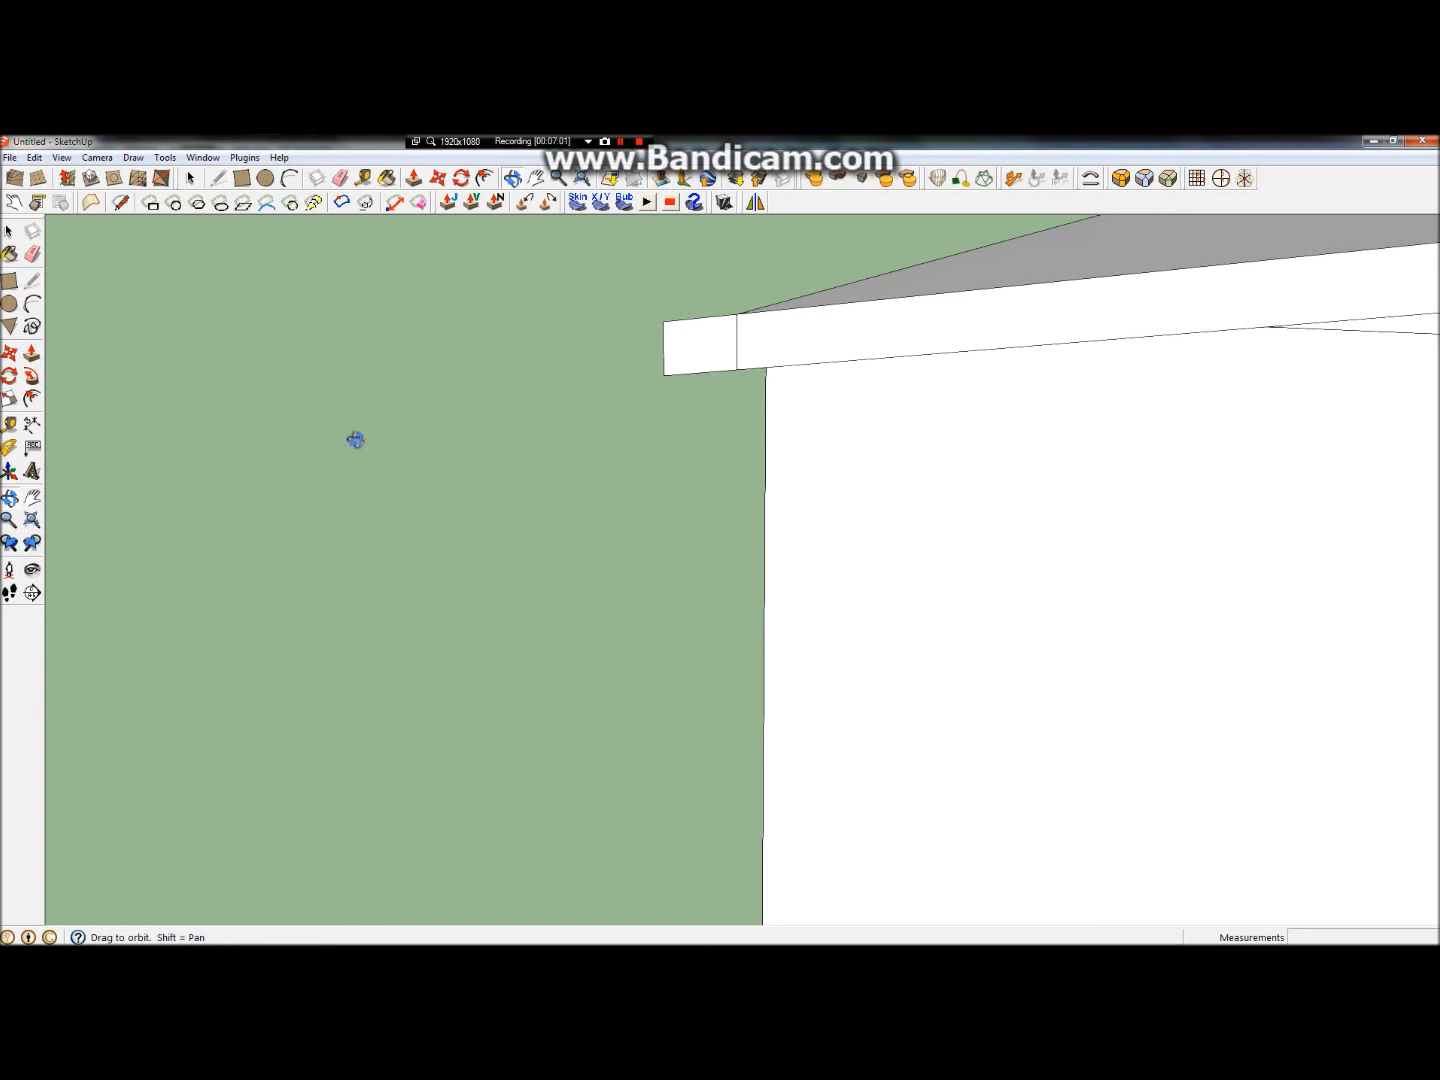 Untitled - SketchUp
1920x1080 Recording [00:07.01]
www.Bandicam.com
File Edit View Camera Draw Tools Window Plugins Help
Skin X/Y Bub
Drag to orbit. Shift = Pan
Measurements